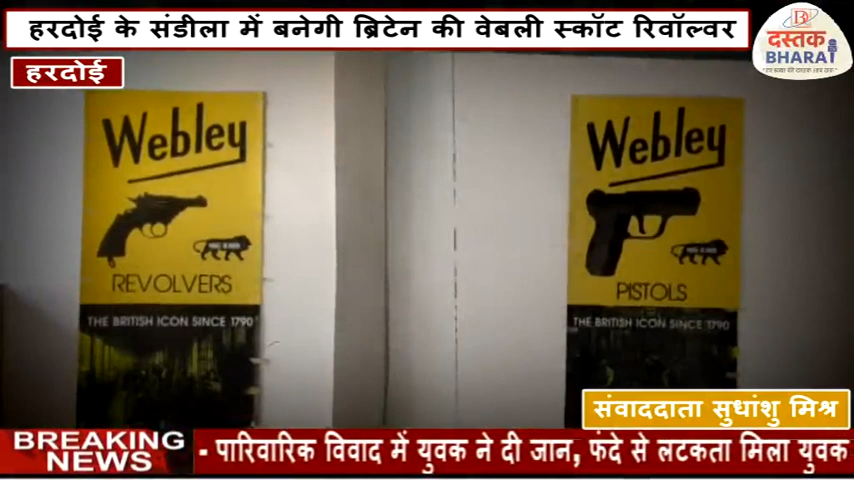 हरदोई के संडीला में बनेगी ब्रिटेन की वेबली स्कॉट रिवॉल्वर
दस्तक
BHARAT
हरदोई
Webley
REVOLVERS
THE BRITISH ICON SINCE 1790
Webley
PISTOLS
THE BRITISH ICON SINCE 1790
संवाददाता सुधांशु मिश्र
BREAKING
NEWS
- पारिवारिक विवाद में युवक ने दी जान, फंदे से लटकता मिला युवक